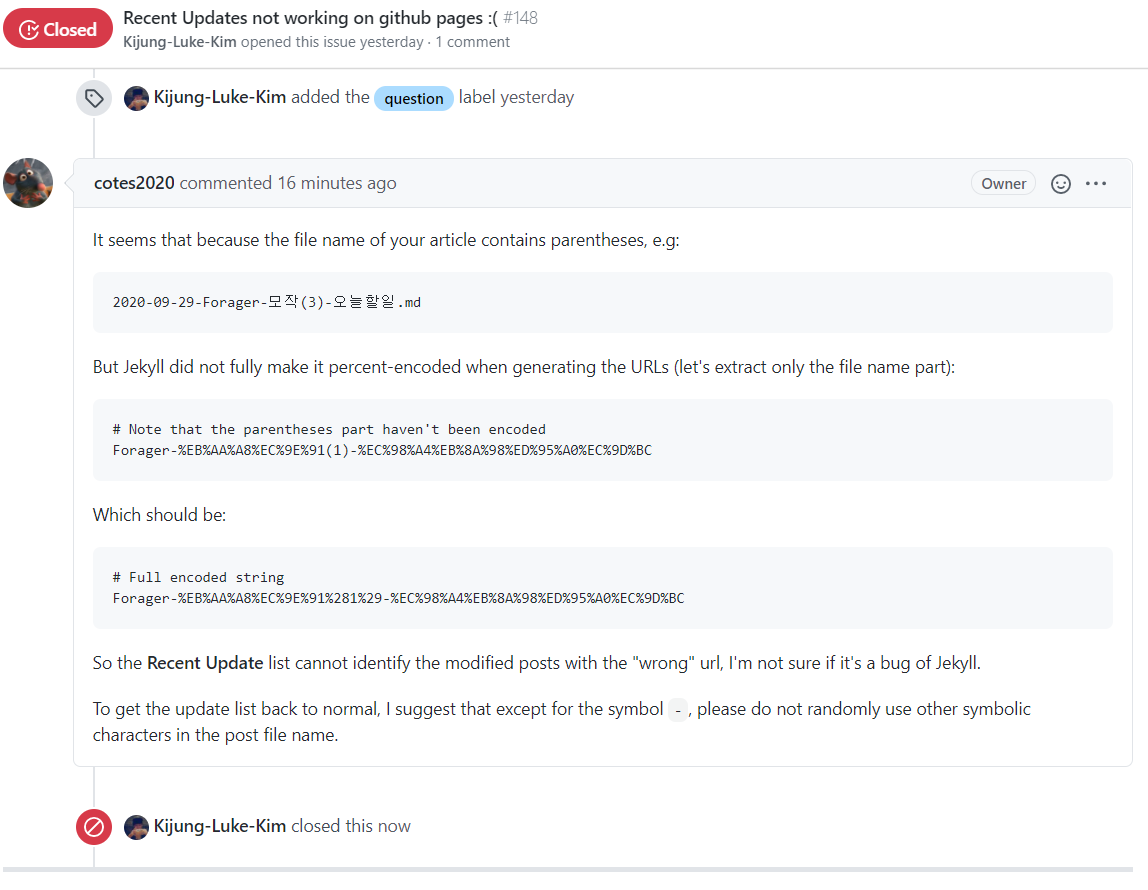 Closed
Recent Updates not working on github pages :( #148
Kijung-Luke-Kim opened this issue yesterday · 1 comment
Kijung-Luke-Kim added the question label yesterday
cotes2020 commented 16 minutes ago
Owner
It seems that because the file name of your article contains parentheses, e.g:
2020-09-29-Forager-모작(3)-오늘할일.md
But Jekyll did not fully make it percent-encoded when generating the URLs (let's extract only the file name part):
# Note that the parentheses part haven't been encoded
Forager-%EB%AA%A8%EC%9E%91(1)-%EC%98%A4%EB%8A%98%ED%95%A0%EC%9D%BC
Which should be:
# Full encoded string
Forager-%EB%AA%A8%EC%9E%91%281%29-%EC%98%A4%EB%8A%98%ED%95%A0%EC%9D%BC
So the Recent Update list cannot identify the modified posts with the "wrong" url, I'm not sure if it's a bug of Jekyll.
To get the update list back to normal, I suggest that except for the symbol -, please do not randomly use other symbolic
characters in the post file name.
Kijung-Luke-Kim closed this now